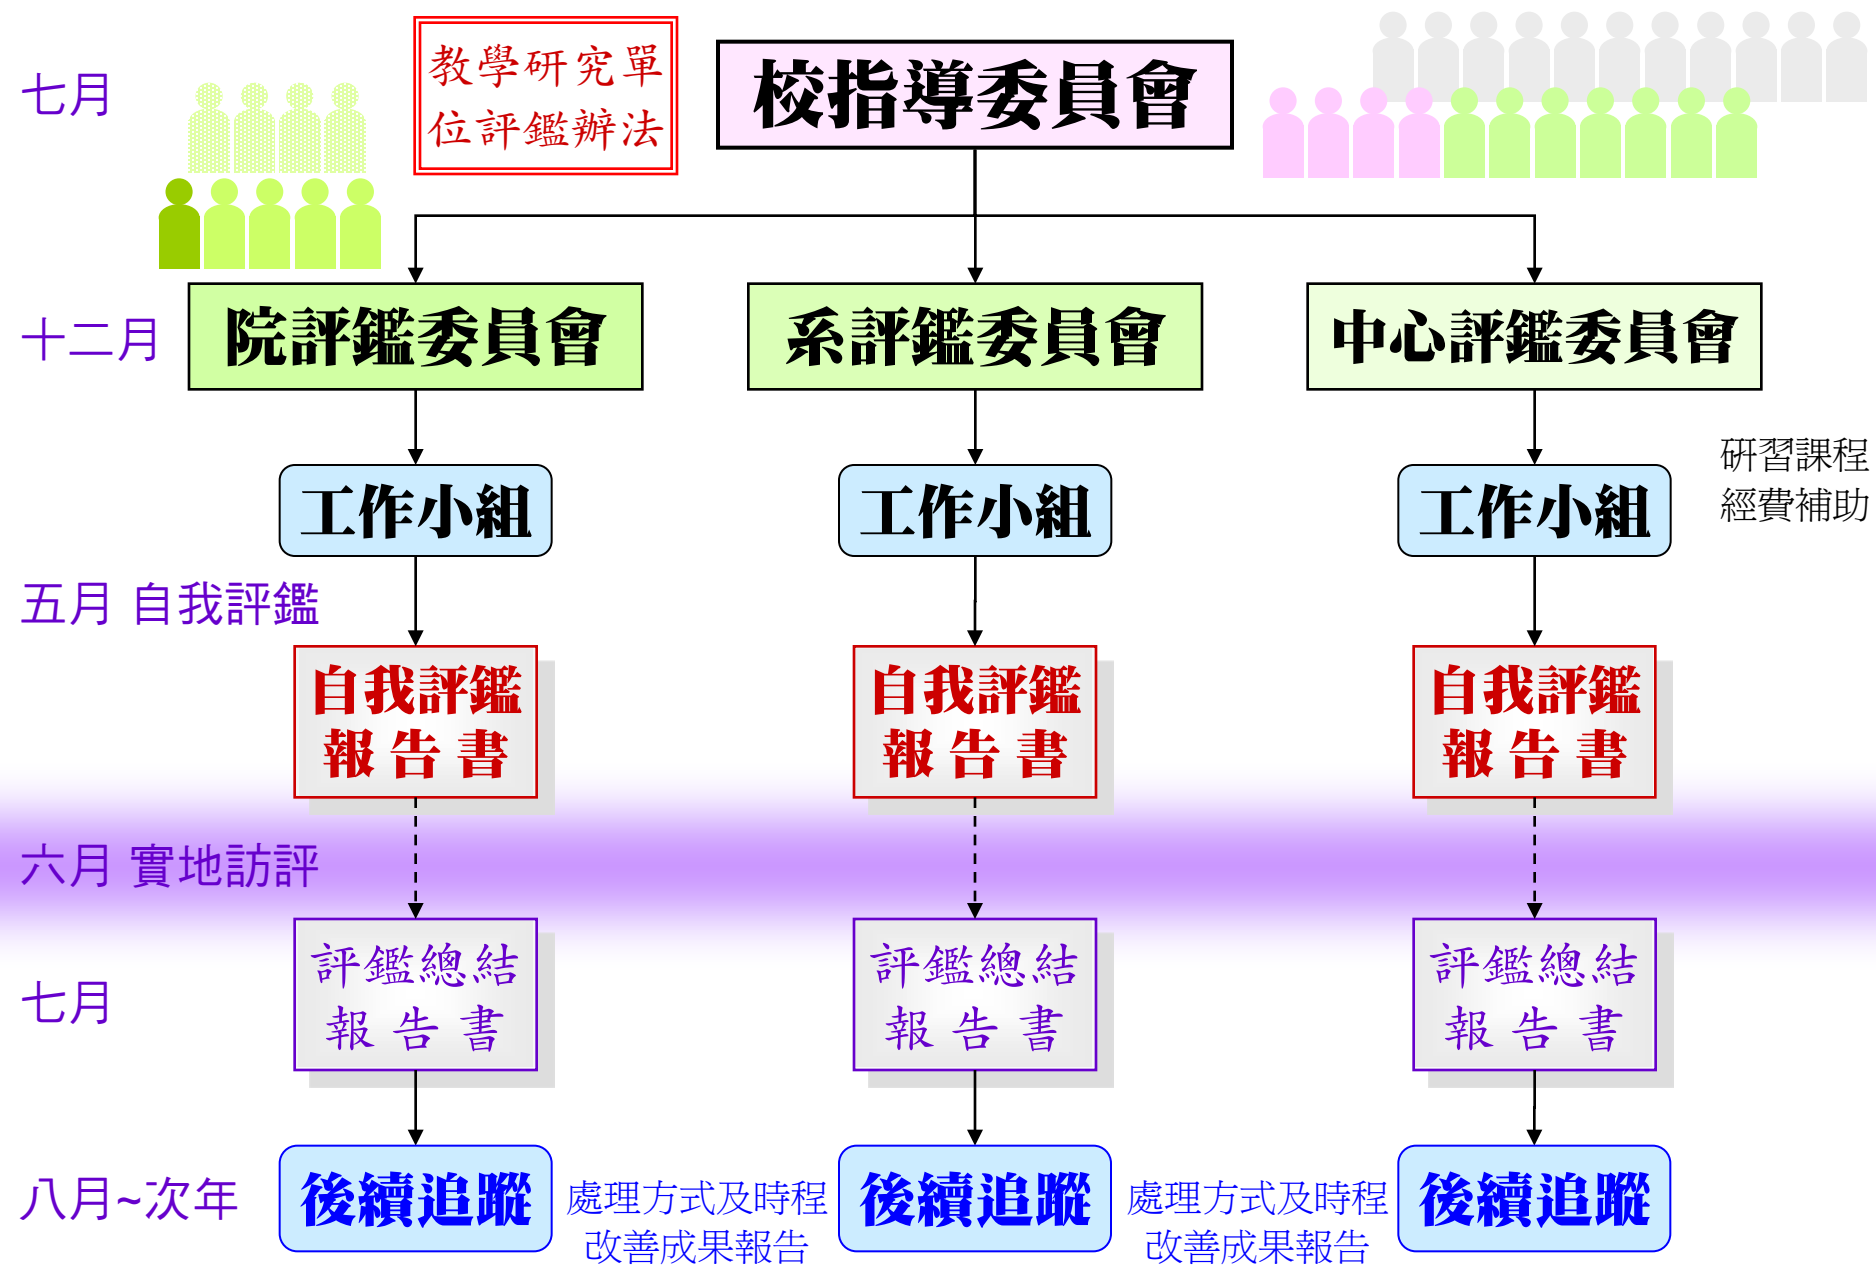 七月
教學研究單
位評鑑辦法
校指導委員會
十二月
院評鑑委員會
系評鑑委員會
中心評鑑委員會
工作小組
工作小組
工作小組
研習課程
經費補助
五月 自我評鑑
自我評鑑
報 告 書
自我評鑑
報 告 書
自我評鑑
報 告 書
六月 實地訪評
評鑑總結
報 告 書
評鑑總結
報 告 書
評鑑總結
報 告 書
七月
八月~次年
後續追蹤
處理方式及時程
改善成果報告
後續追蹤
處理方式及時程
改善成果報告
後續追蹤